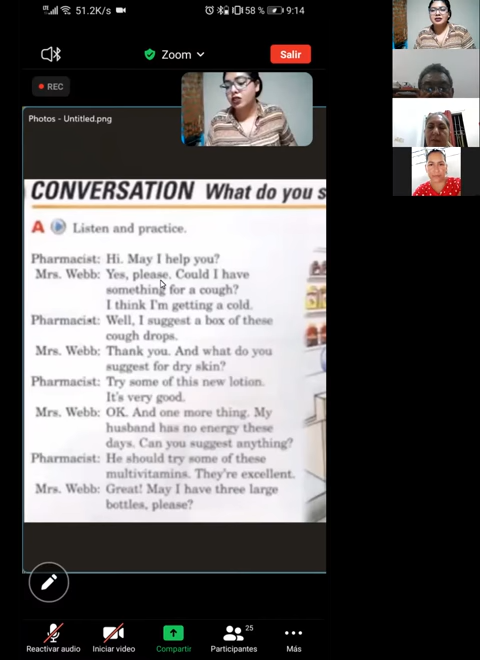 51.2K/s
58 % 9:14
Zoom
Salir
REC
Photos - Untitled.png
CONVERSATION What do you s
A Listen and practice.
Pharmacist: Hi. May I help you?
Mrs. Webb: Yes, please. Could I have
something for a cough?
I think I'm getting a cold.
Pharmacist: Well, I suggest a box of these
cough drops.
Mrs. Webb: Thank you. And what do you
suggest for dry skin?
Pharmacist: Try some of this new lotion.
It's very good.
Mrs. Webb: OK. And one more thing. My
husband has no energy these
days. Can you suggest anything?
Pharmacist: He should try some of these
multivitamins. They're excellent.
Mrs. Webb: Great! May I have three large
bottles, please?
25
Reactivar audio Iniciar video Compartir Participantes Más